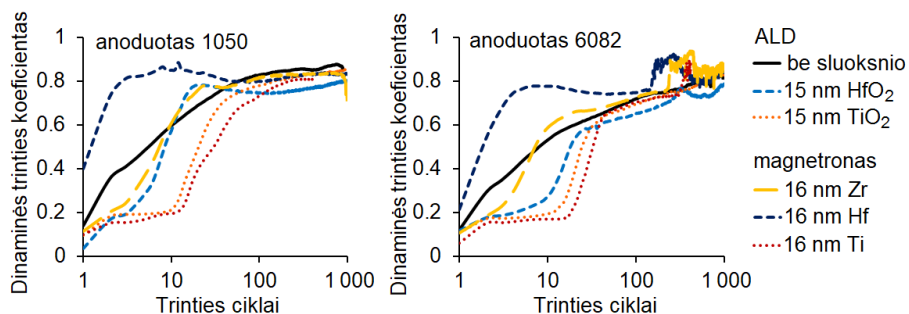 Dinaminės trinties koeficientas
anoduotas 1050
1
0.8
0.6
0.4
0.2
0
1
10
100
1 000
Trinties ciklai
Dinaminės trinties koeficientas
anoduotas 6082
1
0.8
0.6
0.4
0.2
0
1
10
100
1 000
Trinties ciklai
ALD
be sluoksnio
15 nm HfO₂
15 nm TiO₂
magnetronas
16 nm Zr
16 nm Hf
16 nm Ti